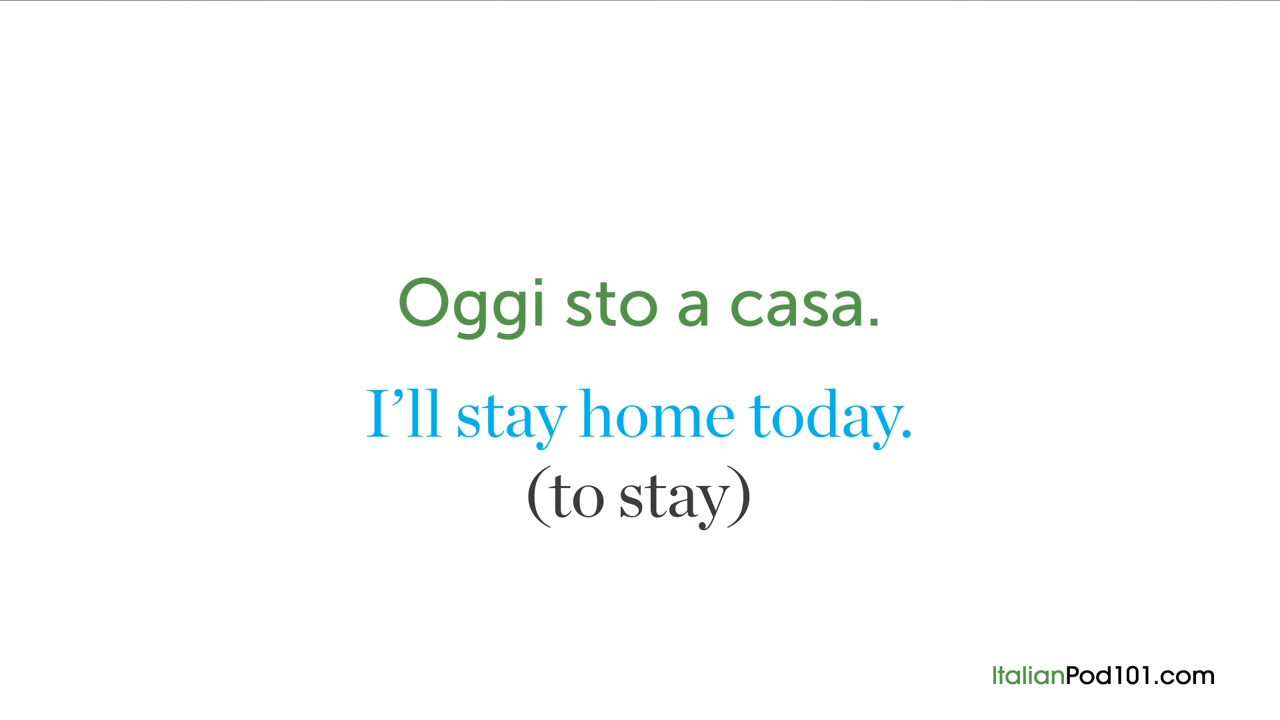 Oggi sto a casa.
I’ll stay home today.
(to stay)
ItalianPod101.com